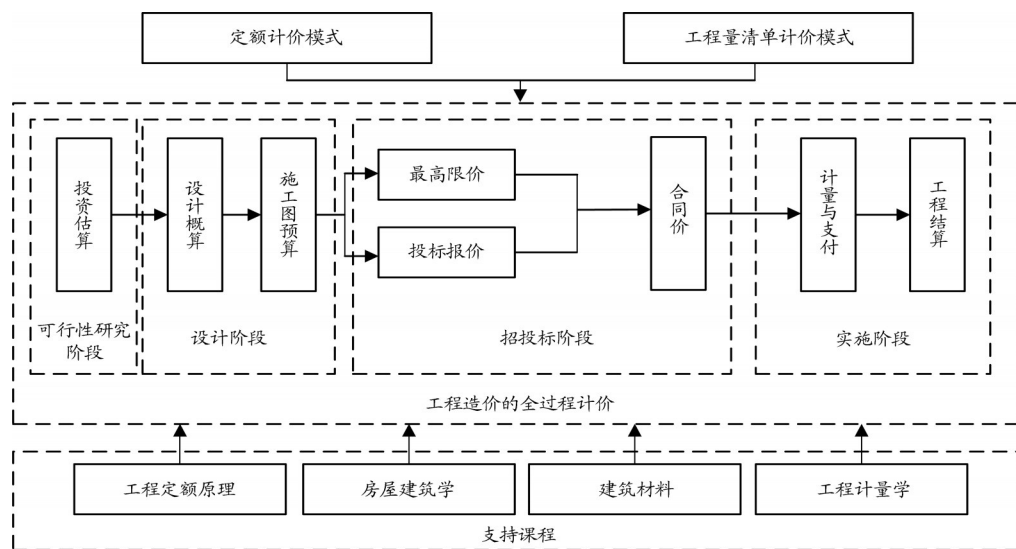 定额计价模式
工程量清单计价模式
投资估算
设计概算
施工图预算
最高限价
投标报价
合同价
计量与支付
工程结算
可行性研究
阶段
设计阶段
招投标阶段
实施阶段
工程造价的全过程计价
工程定额原理
房屋建筑学
建筑材料
工程计量学
支持课程